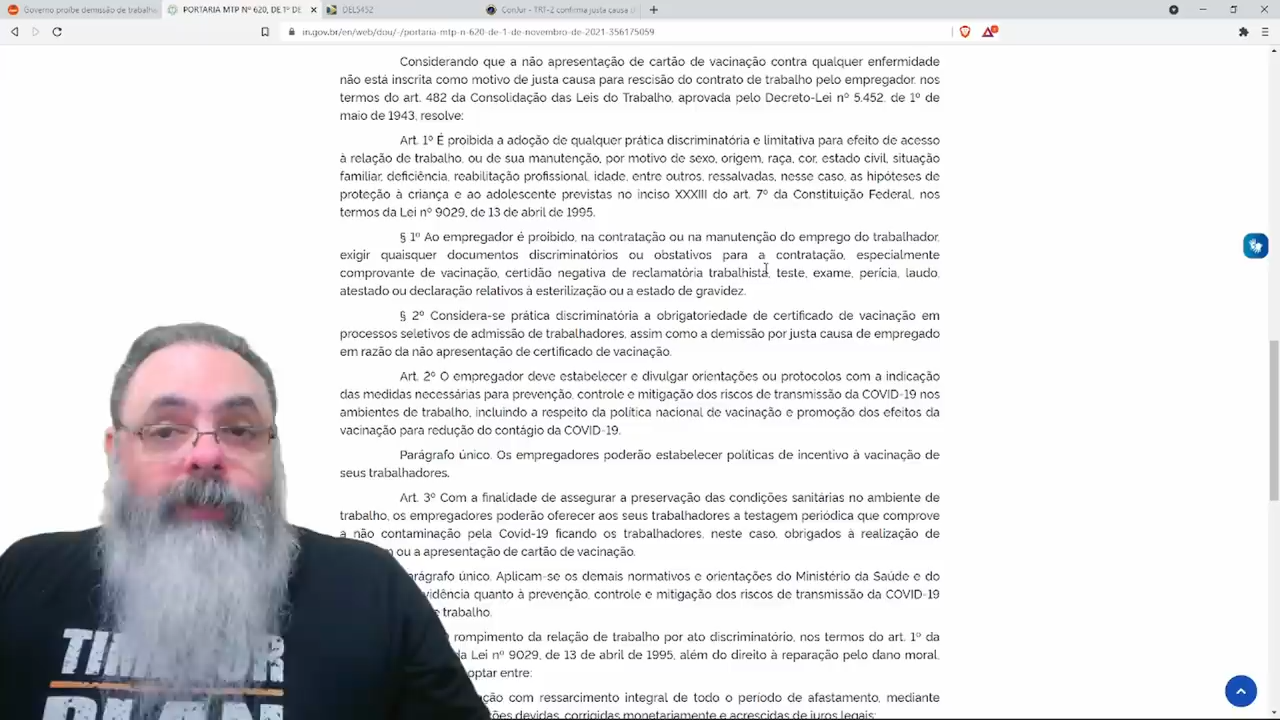 Governo proíbe demissão de trabalha
PORTARIA MTP Nº 620, DE 1º DE
DEL5452
ConJur - TRT-2 confirma justa causa
in.gov.br/en/web/dou/-/portaria-mtp-n-620-de-1-de-novembro-de-2021-356175059
Considerando que a não apresentação de cartão de vacinação contra qualquer enfermidade
não está inscrita como motivo de justa causa para rescisão do contrato de trabalho pelo empregador, nos
termos do art. 482 da Consolidação das Leis do Trabalho, aprovada pelo Decreto-Lei nº 5.452, de 1º de
maio de 1943, resolve:
Art. 1º É proibida a adoção de qualquer prática discriminatória e limitativa para efeito de acesso
à relação de trabalho, ou de sua manutenção, por motivo de sexo, origem, raça, cor, estado civil, situação
familiar, deficiência, reabilitação profissional, idade, entre outros, ressalvadas, nesse caso, as hipóteses de
proteção à criança e ao adolescente previstas no inciso XXXIII do art. 7º da Constituição Federal, nos
termos da Lei nº 9029, de 13 de abril de 1995.
§ 1º Ao empregador é proibido, na contratação ou na manutenção do emprego do trabalhador,
exigir quaisquer documentos discriminatórios ou obstativos para a contratação, especialmente
comprovante de vacinação, certidão negativa de reclamatória trabalhista, teste, exame, perícia, laudo,
atestado ou declaração relativos à esterilização ou a estado de gravidez.
§ 2º Considera-se prática discriminatória a obrigatoriedade de certificado de vacinação em
processos seletivos de admissão de trabalhadores, assim como a demissão por justa causa de empregado
em razão da não apresentação de certificado de vacinação.
Art. 2º O empregador deve estabelecer e divulgar orientações ou protocolos com a indicação
das medidas necessárias para prevenção, controle e mitigação dos riscos de transmissão da COVID-19 nos
ambientes de trabalho, incluindo a respeito da política nacional de vacinação e promoção dos efeitos da
vacinação para redução do contágio da COVID-19.
Parágrafo único. Os empregadores poderão estabelecer políticas de incentivo à vacinação de
seus trabalhadores.
Art. 3º Com a finalidade de assegurar a preservação das condições sanitárias no ambiente de
trabalho, os empregadores poderão oferecer aos seus trabalhadores a testagem periódica que comprove
a não contaminação pela Covid-19 ficando os trabalhadores, neste caso, obrigados à realização de
ou a apresentação de cartão de vacinação.
arágrafo único. Aplicam-se os demais normativos e orientações do Ministério da Saúde e do
vidência quanto à prevenção, controle e mitigação dos riscos de transmissão da COVID-19
e trabalho.
rompimento da relação de trabalho por ato discriminatório, nos termos do art. 1º da
da Lei nº 9029, de 13 de abril de 1995, além do direito à reparação pelo dano moral,
optar entre:
ção com ressarcimento integral de todo o período de afastamento, mediante
ções devidas, corrigidas monetariamente e acrescidas de juros legais;
PLAN